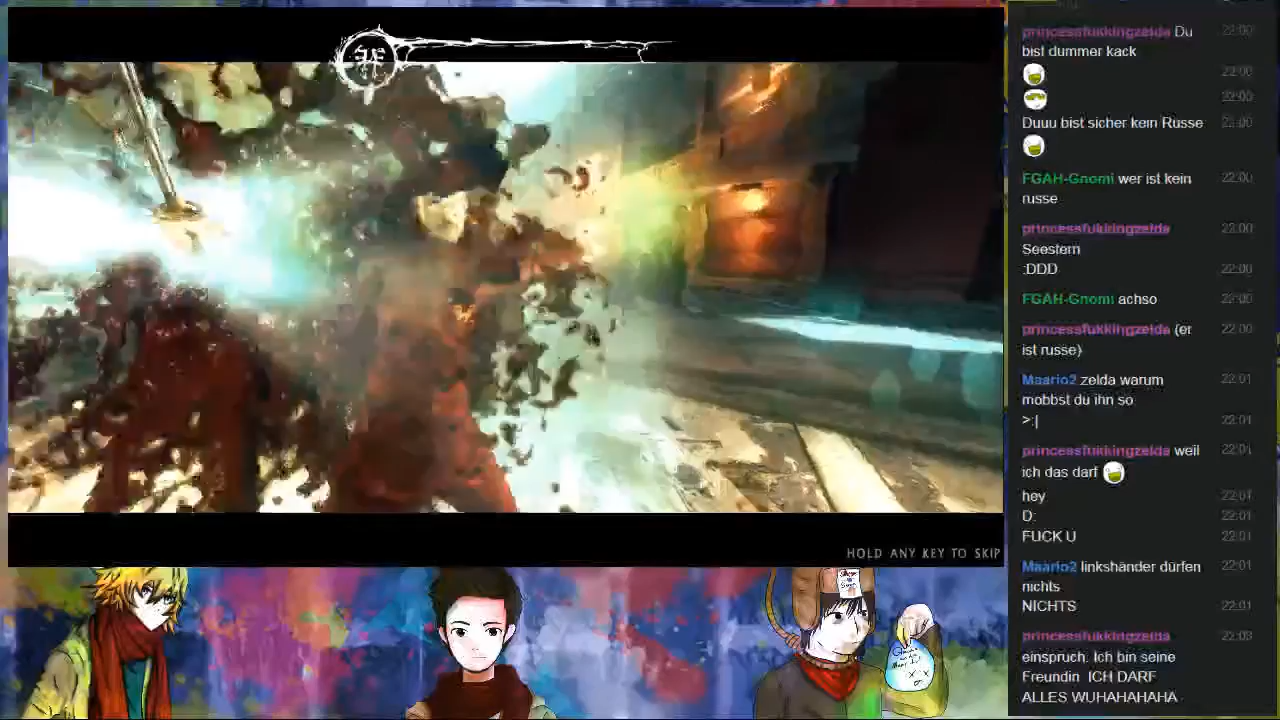 princessfukkingzelda Du 22:00
bist dummer kack
22:00
22:00
Duuu bist sicher kein Russe 22:00
FGAH-Gnomi wer ist kein 22:00
russe
princessfukkingzelda 22:00
Seestern
:DDD 22:00
FGAH-Gnomi achso 22:00
princessfukkingzelda (er 22:00
ist russe)
Maario2 zelda warum 22:01
mobbst du ihn so
>:| 22:01
princessfukkingzelda weil 22:01
ich das darf
hey 22:01
D: 22:01
FUCK U 22:01
Maario2 linkshänder dürfen 22:01
nichts
NICHTS 22:01
princessfukkingzelda 22:03
einspruch. Ich bin seine
Freundin ICH DARF
ALLES WUHAHAHAHA
HOLD ANY KEY TO SKIP